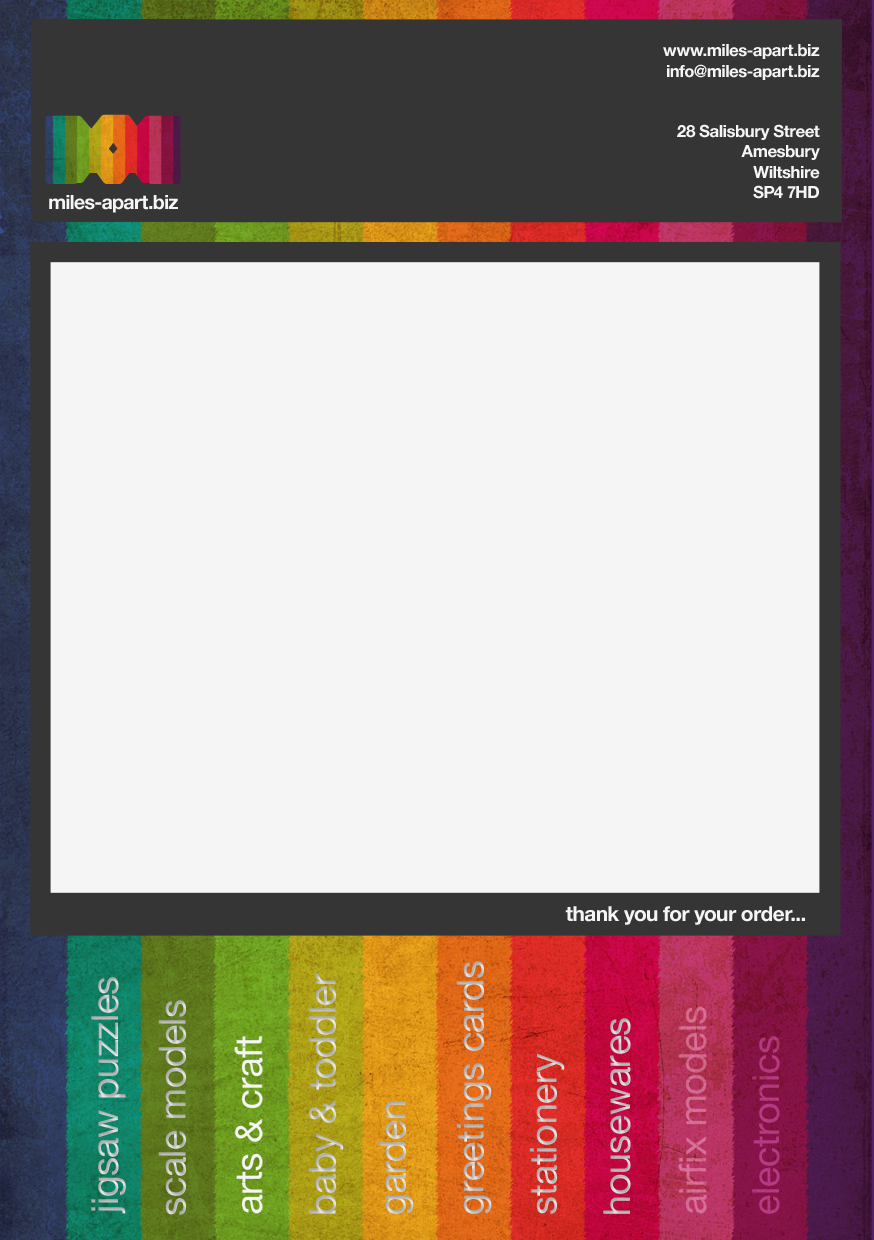 www.miles-apart.biz
info@miles-apart.biz
28 Salisbury Street
Amesbury
Wiltshire
SP4 7HD
miles-apart.biz
thank you for your order...
jigsaw puzzles
scale models
arts & craft
baby & toddler
garden
greetings cards
stationery
housewares
airfix models
electronics